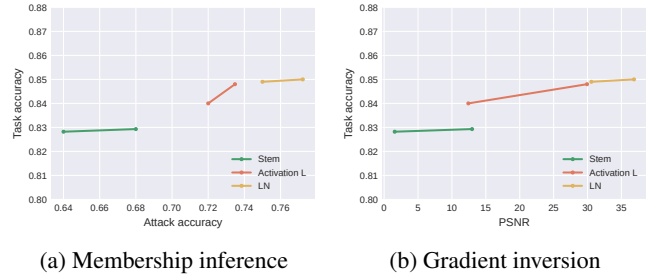 0.88
0.87
0.86
0.85
0.84
0.83
0.82
0.81
0.80
Task accuracy
0.64 0.66 0.68 0.70 0.72 0.74 0.76
Attack accuracy
Stem
Activation L
LN
(a) Membership inference
0.88
0.87
0.86
0.85
0.84
0.83
0.82
0.81
0.80
Task accuracy
0 5 10 15 20 25 30 35
PSNR
Stem
Activation L
LN
(b) Gradient inversion